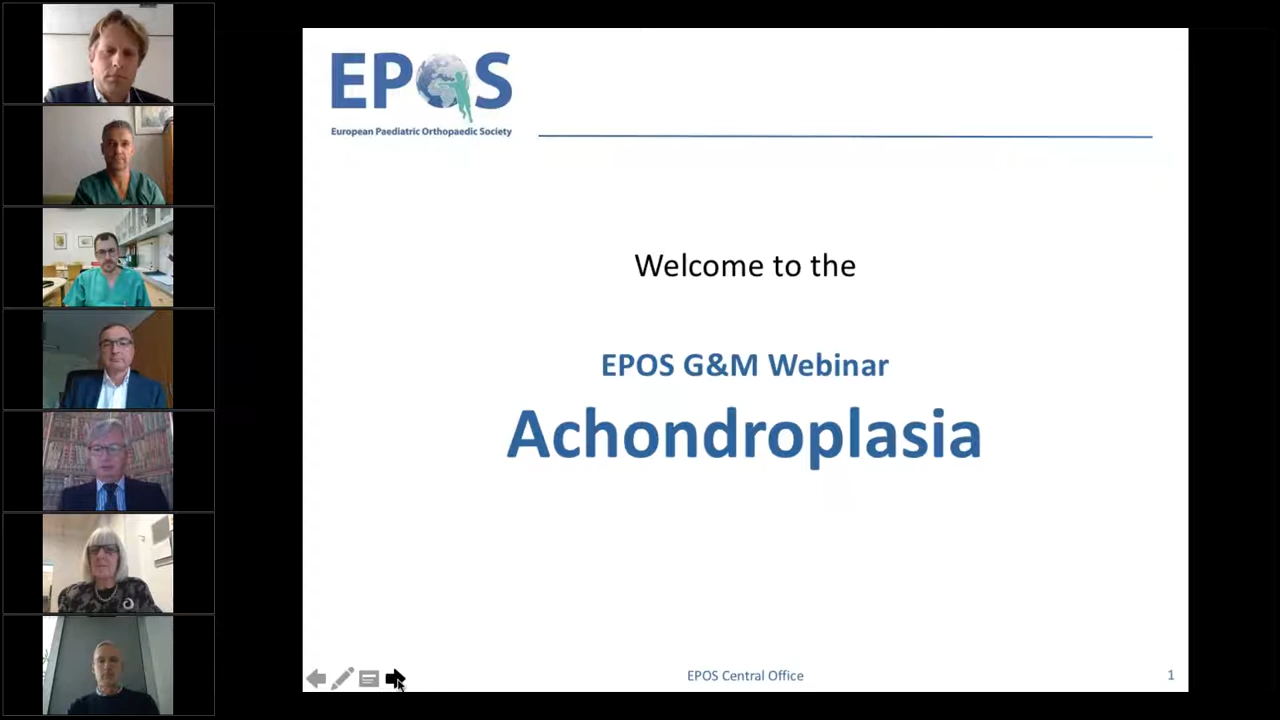 EPOS
European Paediatric Orthopaedic Society
Welcome to the
EPOS G&M Webinar
Achondroplasia
EPOS Central Office
1